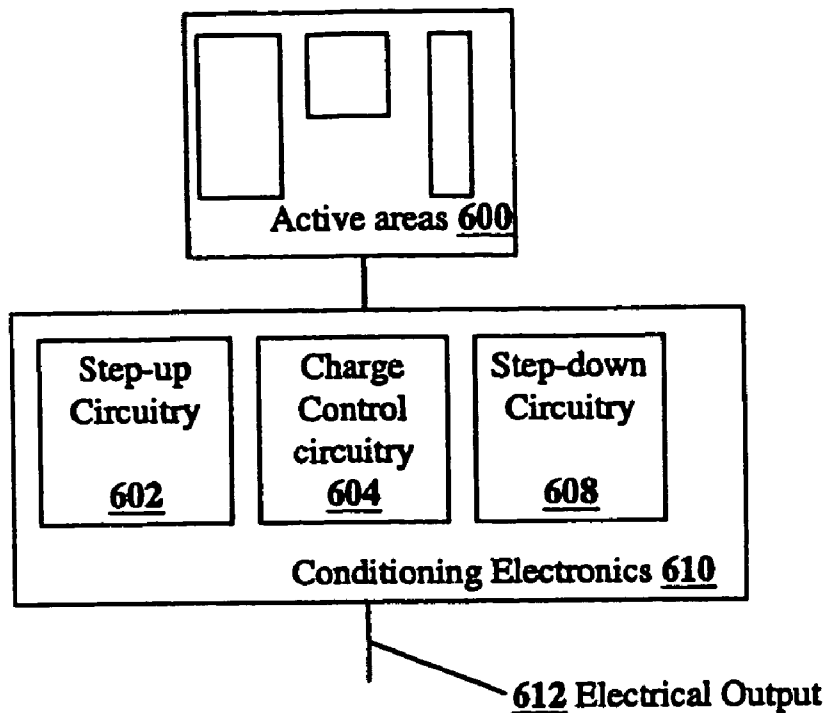 Active areas 600
Step-up
Circuitry
602
Charge
Control
circuitry
604
Step-down
Circuitry
608
Conditioning Electronics 610
612 Electrical Output